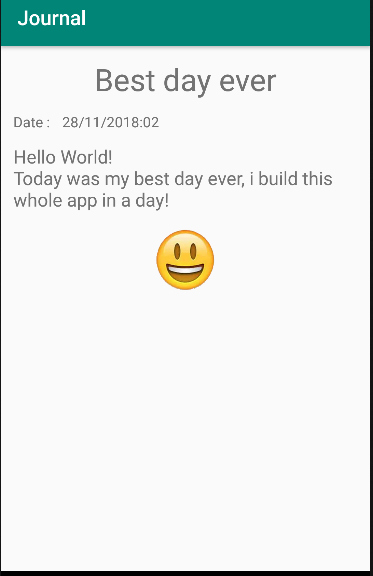 Journal
Best day ever
Date : 28/11/2018:02
Hello World!
Today was my best day ever, i build this
whole app in a day!